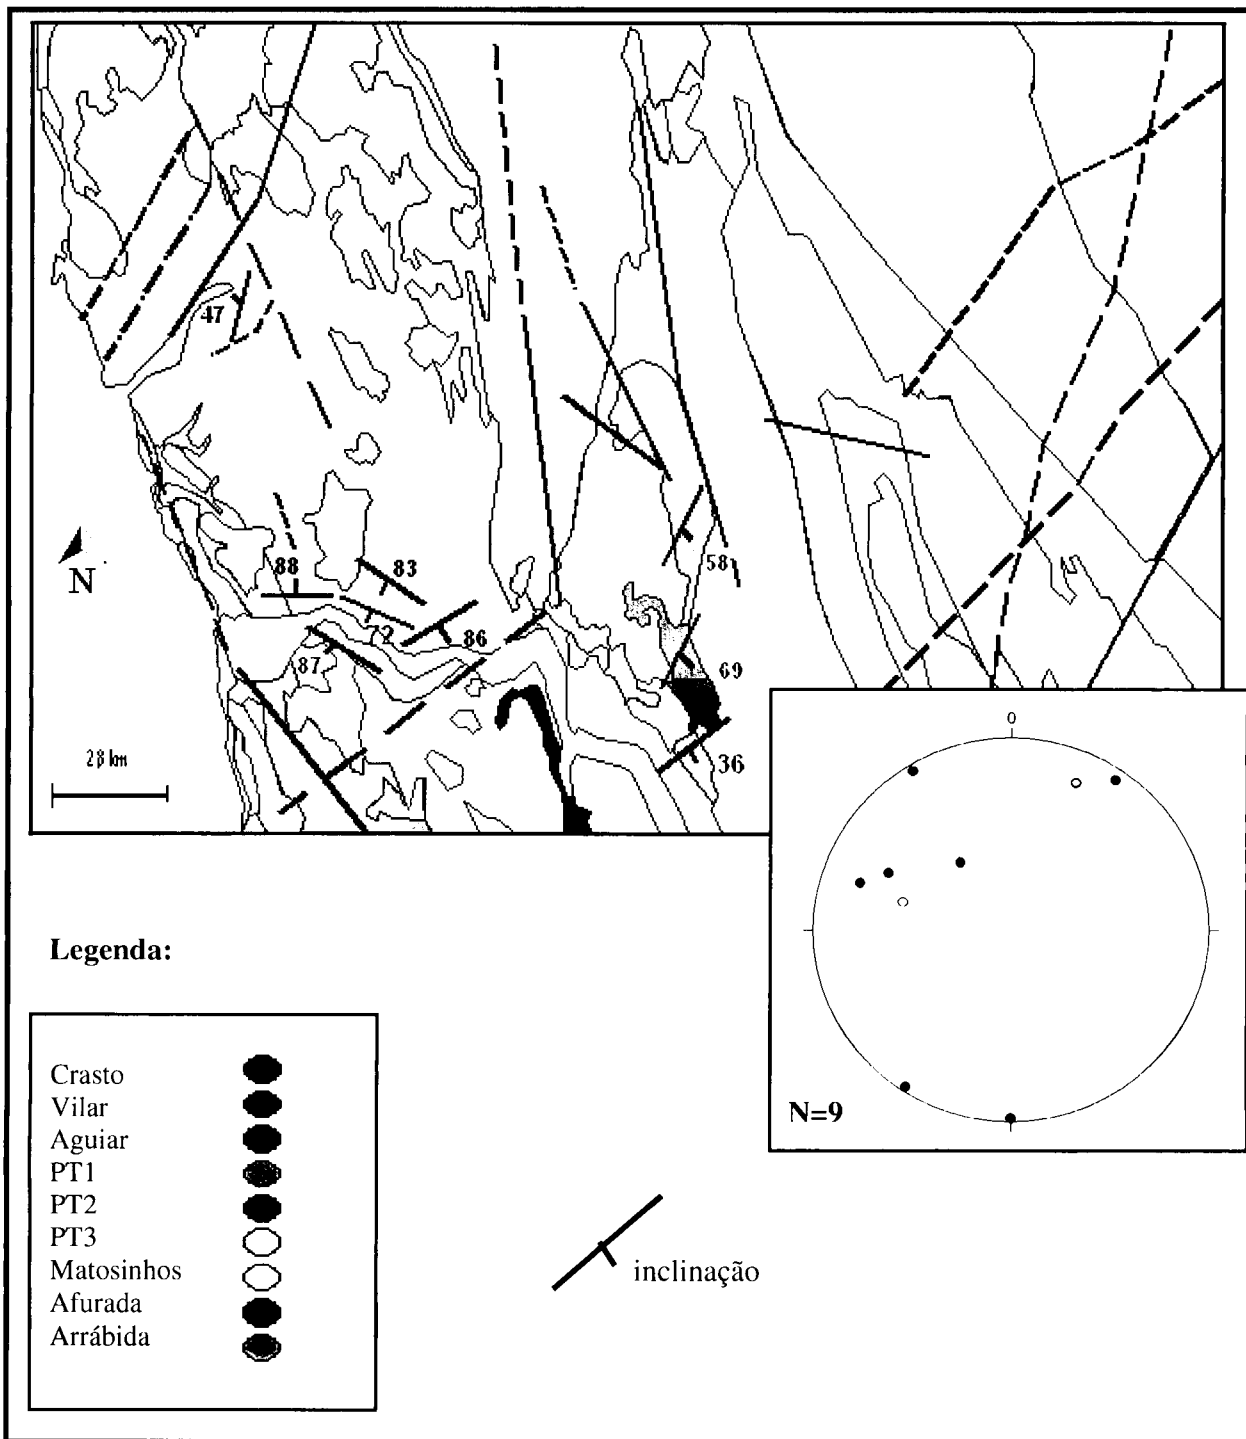 47
58
N
88
83
72
86
87
69
36
28 km
0
N=9
Legenda:
Crasto
Vilar
Aguiar
PT1
PT2
PT3
Matosinhos
Afurada
Arrábida
inclinação